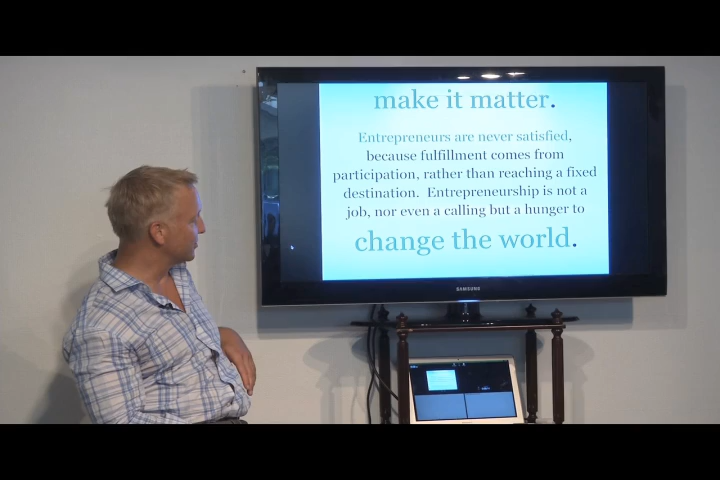 make it matter.
Entrepreneurs are never satisfied,
because fulfillment comes from
participation, rather than reaching a fixed
destination. Entrepreneurship is not a
job, nor even a calling but a hunger to
change the world.
SAMSUNG